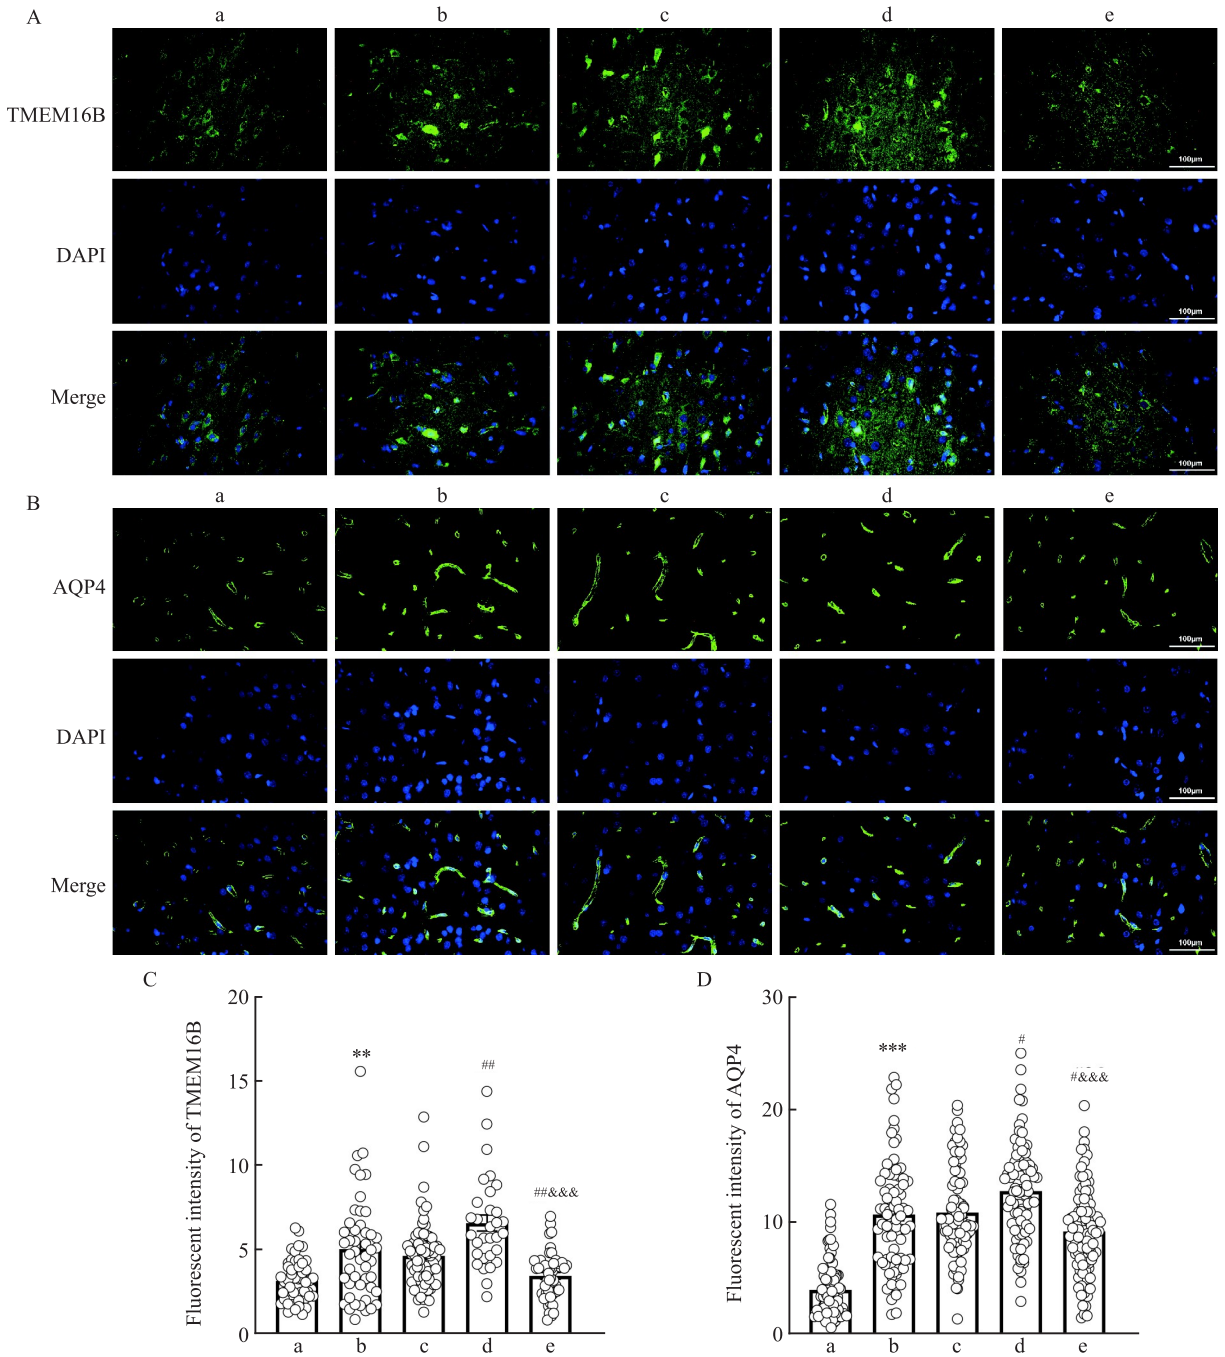 A
a b c d e
TMEM16B
100μm
DAPI
100μm
Merge
100μm
B
a b c d e
AQP4
100μm
DAPI
100μm
Merge
100μm
C
Fluorescent intensity of TMEM16B
20
15
10
5
0
**
##
##&&&
a b c d e
D
Fluorescent intensity of AQP4
30
20
10
0
***
#
#&&&
a b c d e